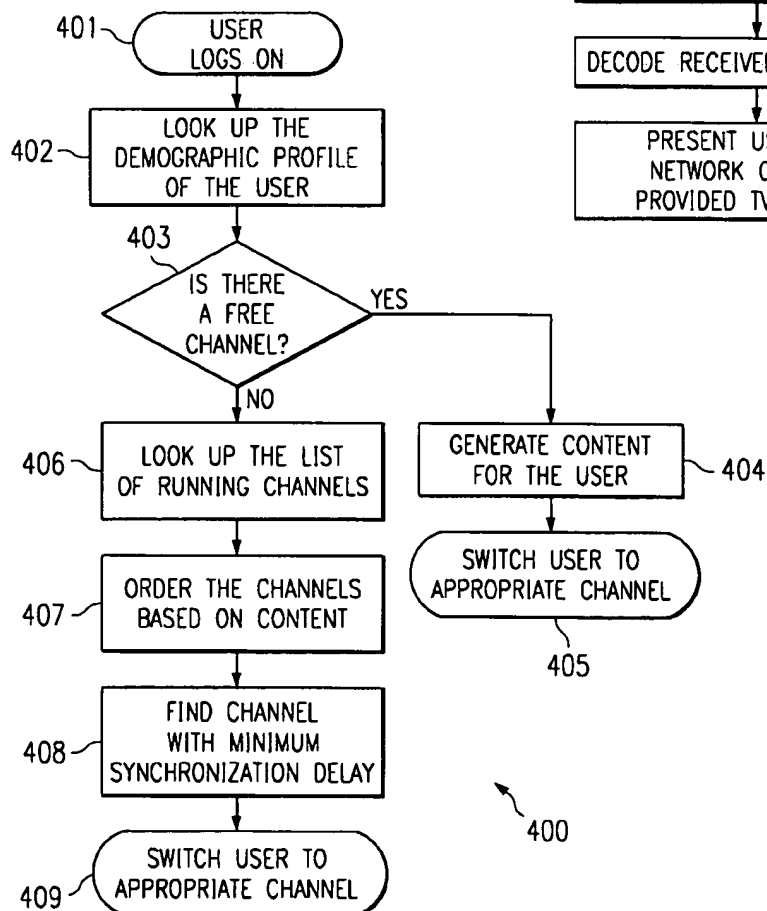 401
USER
LOGS ON
402
LOOK UP THE
DEMOGRAPHIC PROFILE
OF THE USER
403
IS THERE
A FREE
CHANNEL?
YES
NO
406
LOOK UP THE LIST
OF RUNNING CHANNELS
GENERATE CONTENT
FOR THE USER
404
407
ORDER THE CHANNELS
BASED ON CONTENT
SWITCH USER TO
APPROPRIATE CHANNEL
405
408
FIND CHANNEL
WITH MINIMUM
SYNCHRONIZATION DELAY
400
409
SWITCH USER TO
APPROPRIATE CHANNEL
DECODE
PRESENT
NETWORK
PROVIDED